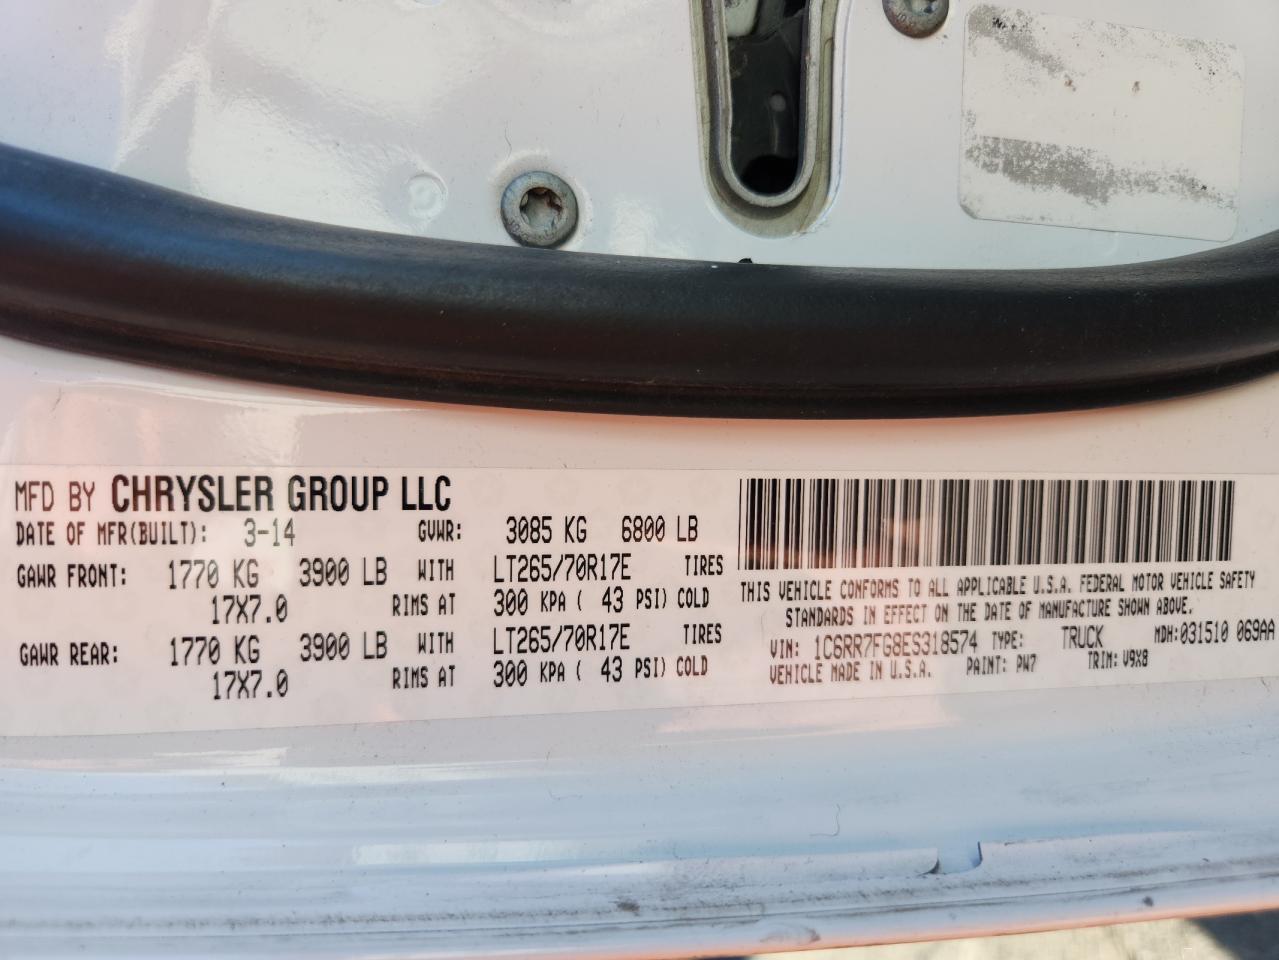 MFD BY CHRYSLER GROUP LLC
DATE OF MFR(BUILT): 3-14 GVWR: 3085 KG 6800 LB
GAWR FRONT: 1770 KG 3900 LB WITH LT265/70R17E TIRES
17X7.0 RIMS AT 300 KPA ( 43 PSI) COLD
GAWR REAR: 1770 KG 3900 LB WITH LT265/70R17E TIRES
17X7.0 RIMS AT 300 KPA ( 43 PSI) COLD
THIS VEHICLE CONFORMS TO ALL APPLICABLE U.S.A. FEDERAL MOTOR VEHICLE SAFETY
STANDARDS IN EFFECT ON THE DATE OF MANUFACTURE SHOWN ABOVE.
VIN: 1C6RR7FG8ES318574 TYPE: TRUCK MDH:031510 069AA
VEHICLE MADE IN U.S.A. PAINT: PW7 TRIM: V9X8